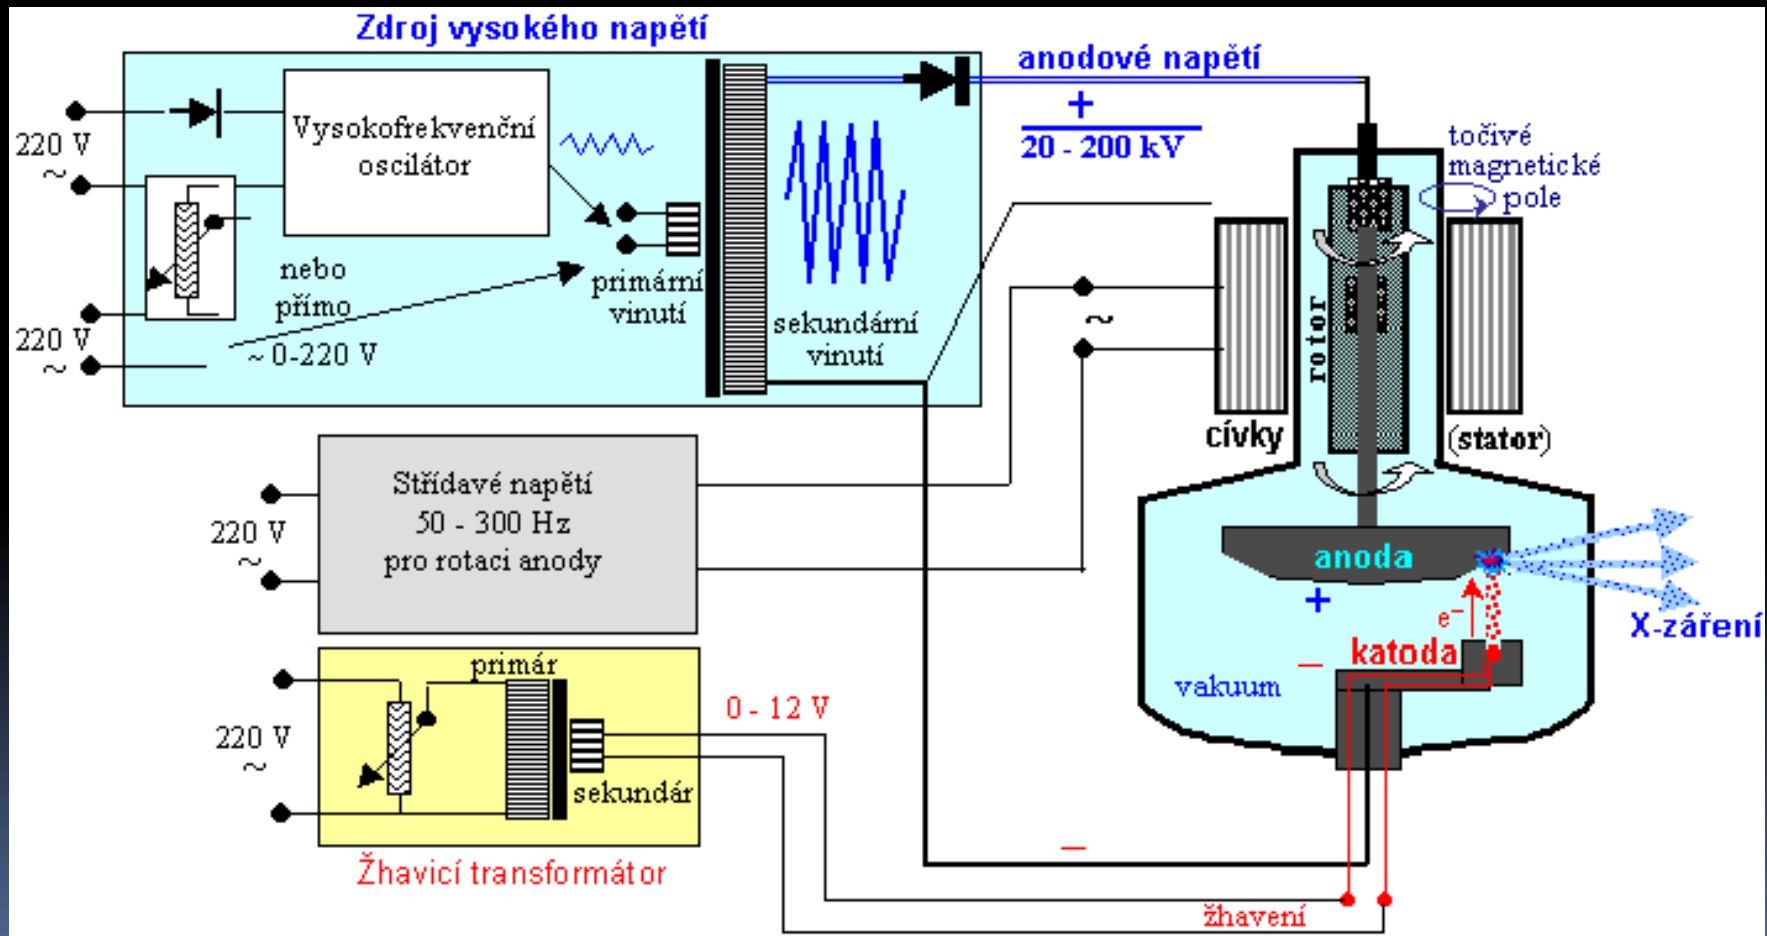 Zdroj vysokého napětí
220 V
~
Vysokofrekvenční
oscilátor
nebo
přímo
220 V
~
~ 0-220 V
primární
vinutí
sekundární
vinutí
anodové napětí
+
20 - 200 kV
točivé
magnetické
pole
rotor
~
cívky
(stator)
Střídavé napětí
50 - 300 Hz
pro rotaci anody
220 V
~
anoda
+
e−
X-záření
− katoda
vakuum
primár
220 V
~
sekundár
0 - 12 V
Žhavicí transformátor
−
žhavení